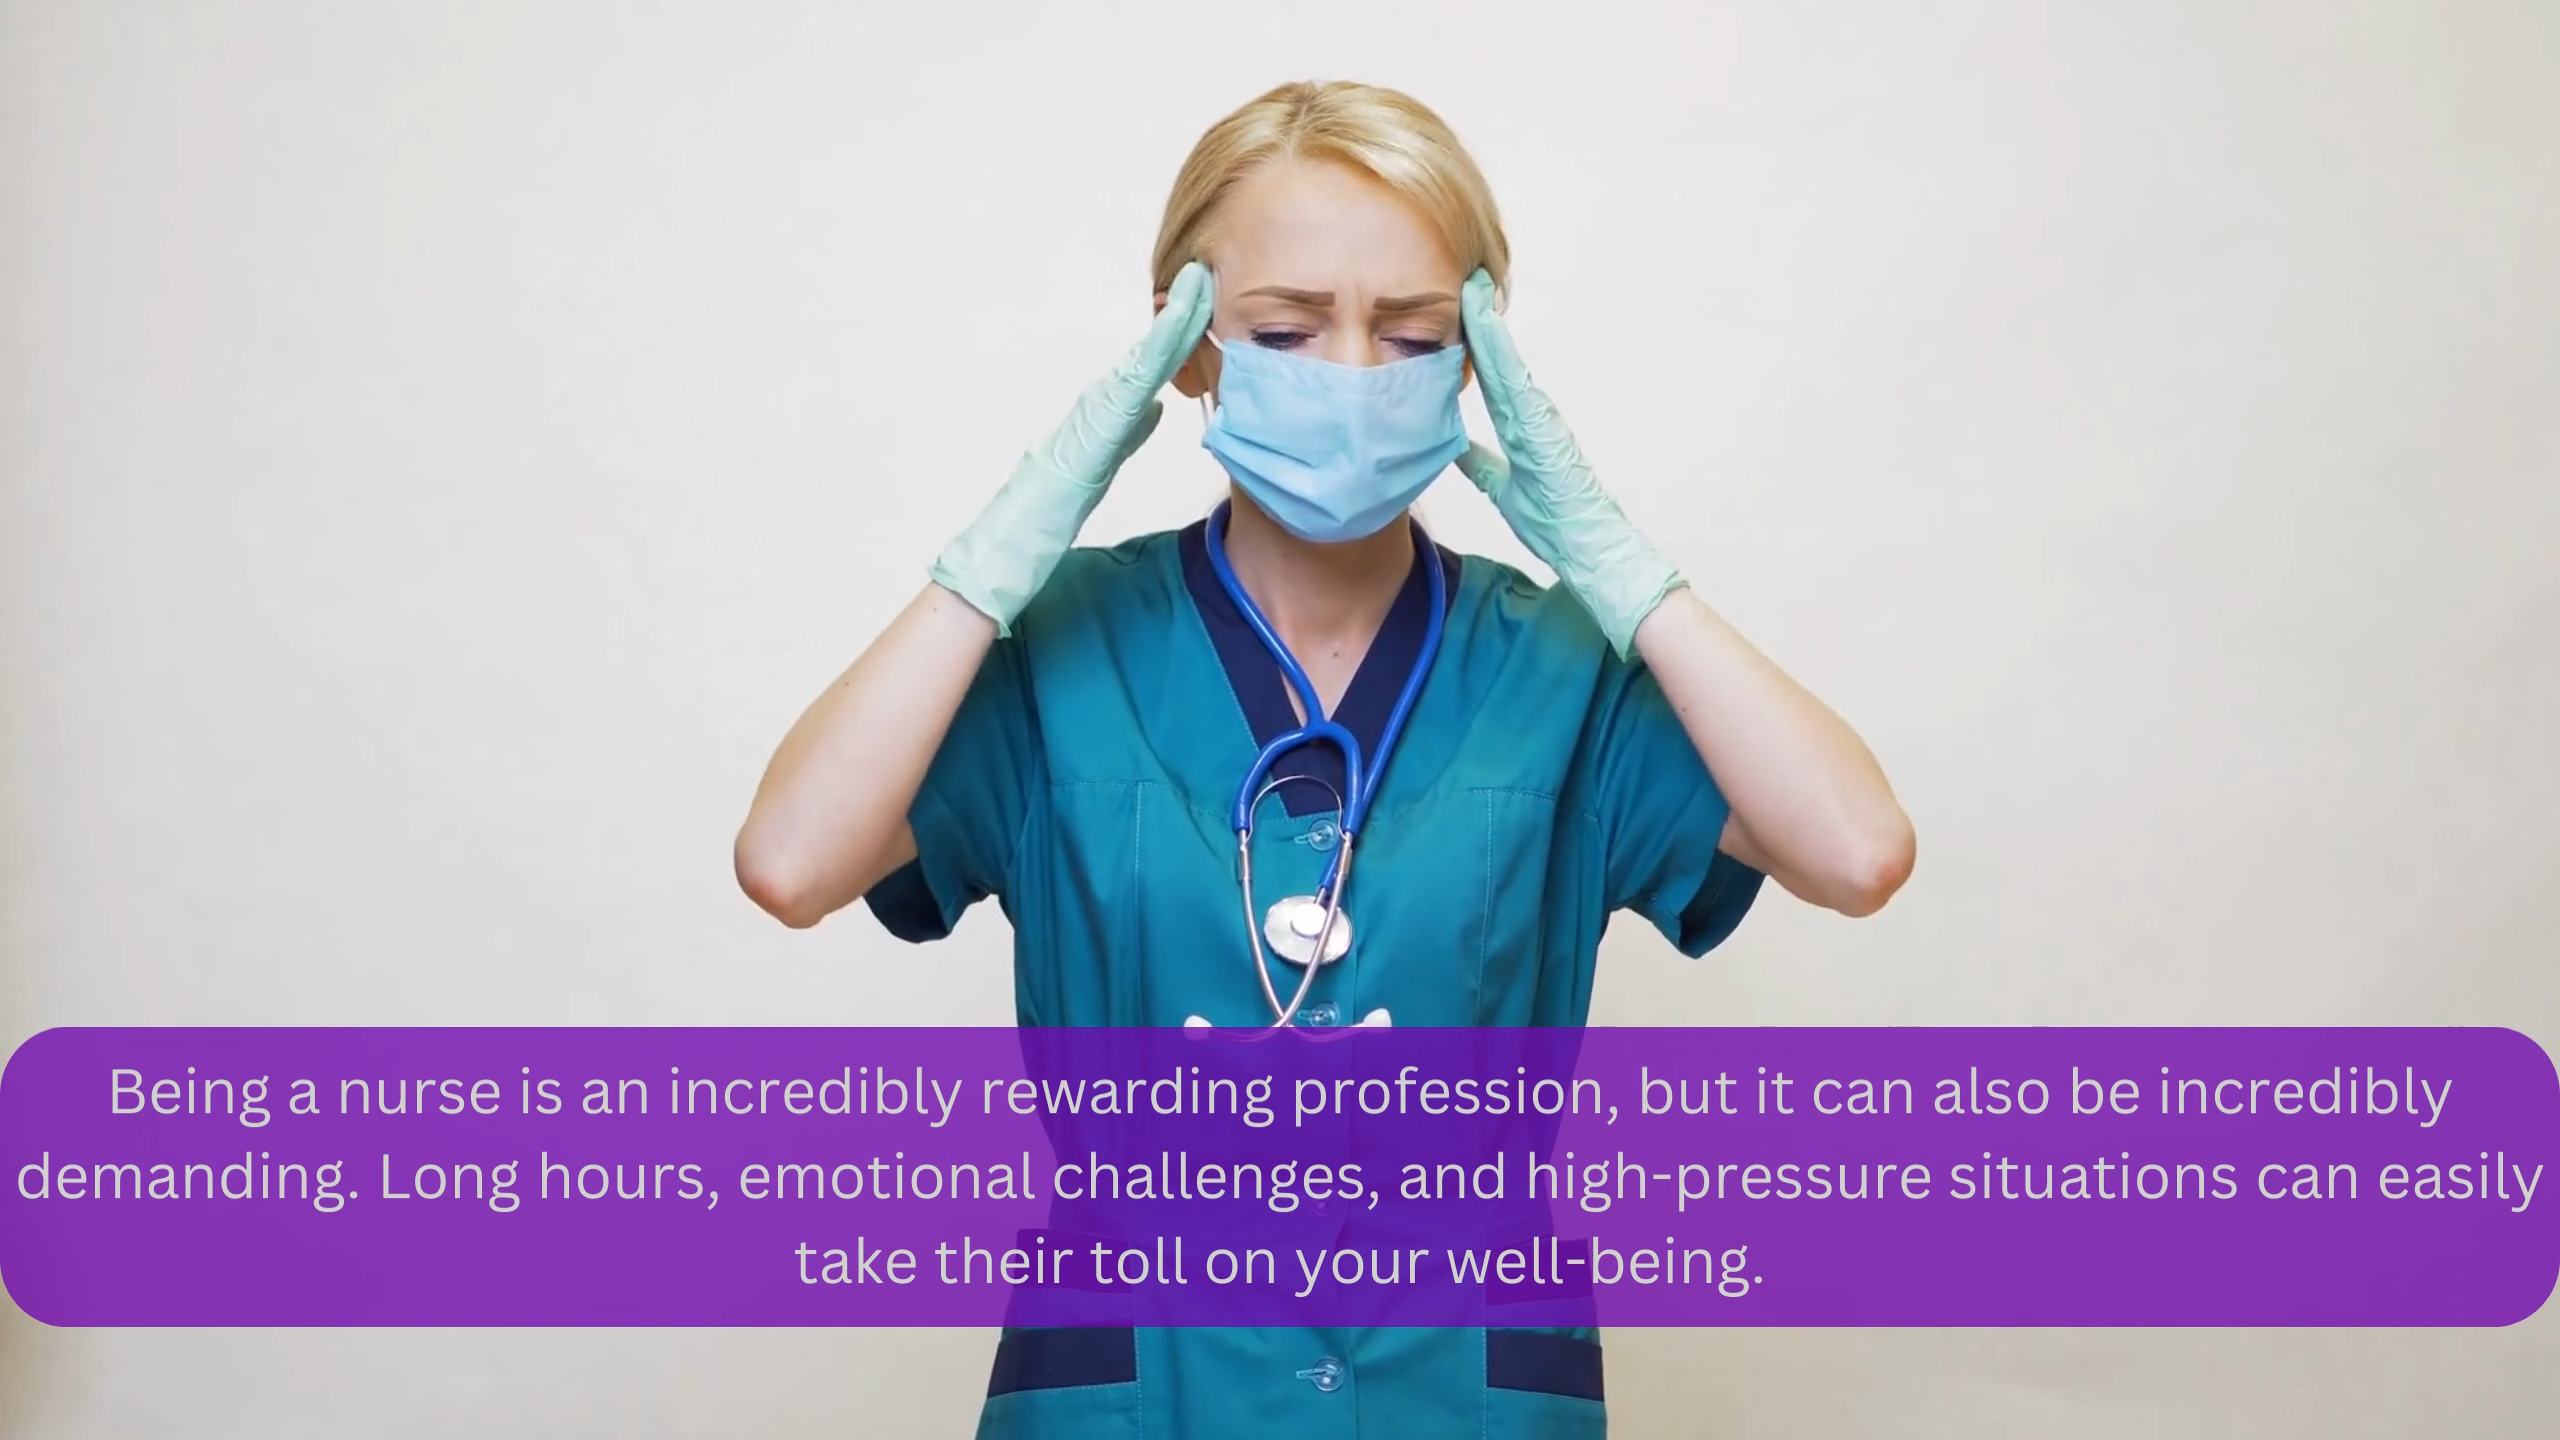 Being a nurse is an incredibly rewarding profession, but it can also be incredibly
demanding. Long hours, emotional challenges, and high-pressure situations can easily
take their toll on your well-being.